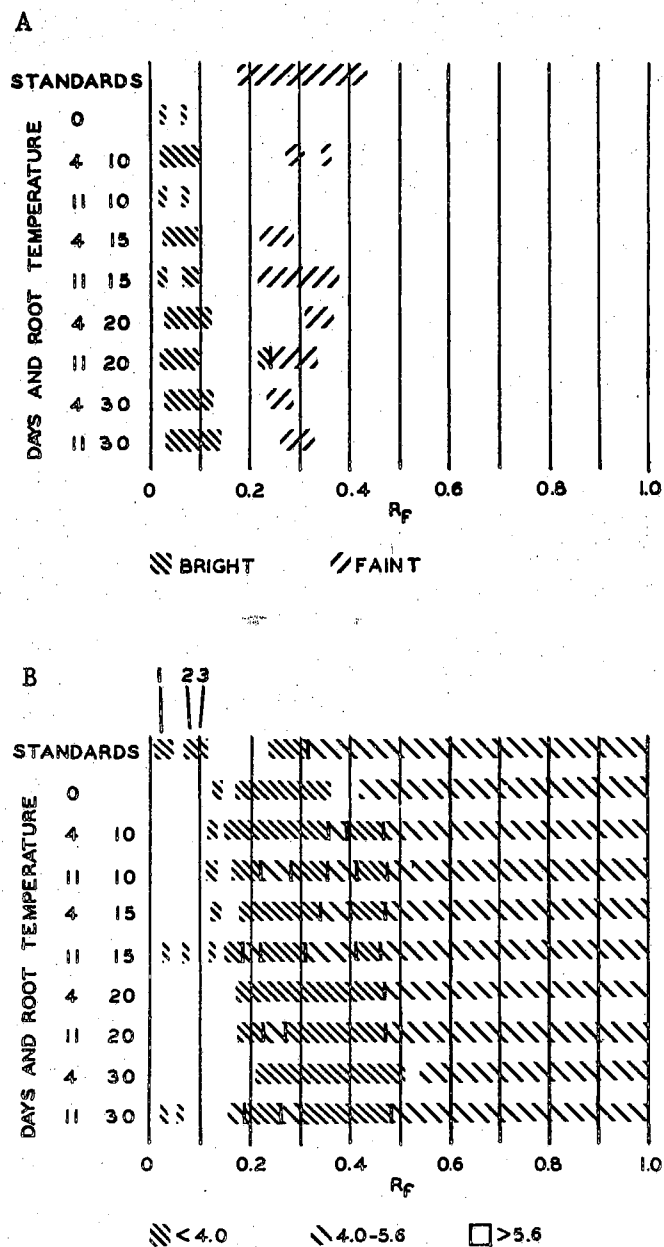 A
STANDARDS
DAYS AND ROOT TEMPERATURE
0
4 10
11 10
4 15
11 15
4 20
11 20
4 30
11 30
0 0.2 0.4 0.6 0.8 1.0
RF
BRIGHT FAINT
B
1 2 3
STANDARDS
DAYS AND ROOT TEMPERATURE
0
4 10
11 10
4 15
11 15
4 20
11 20
4 30
11 30
0 0.2 0.4 0.6 0.8 1.0
RF
<4.0 4.0-5.6 >5.6